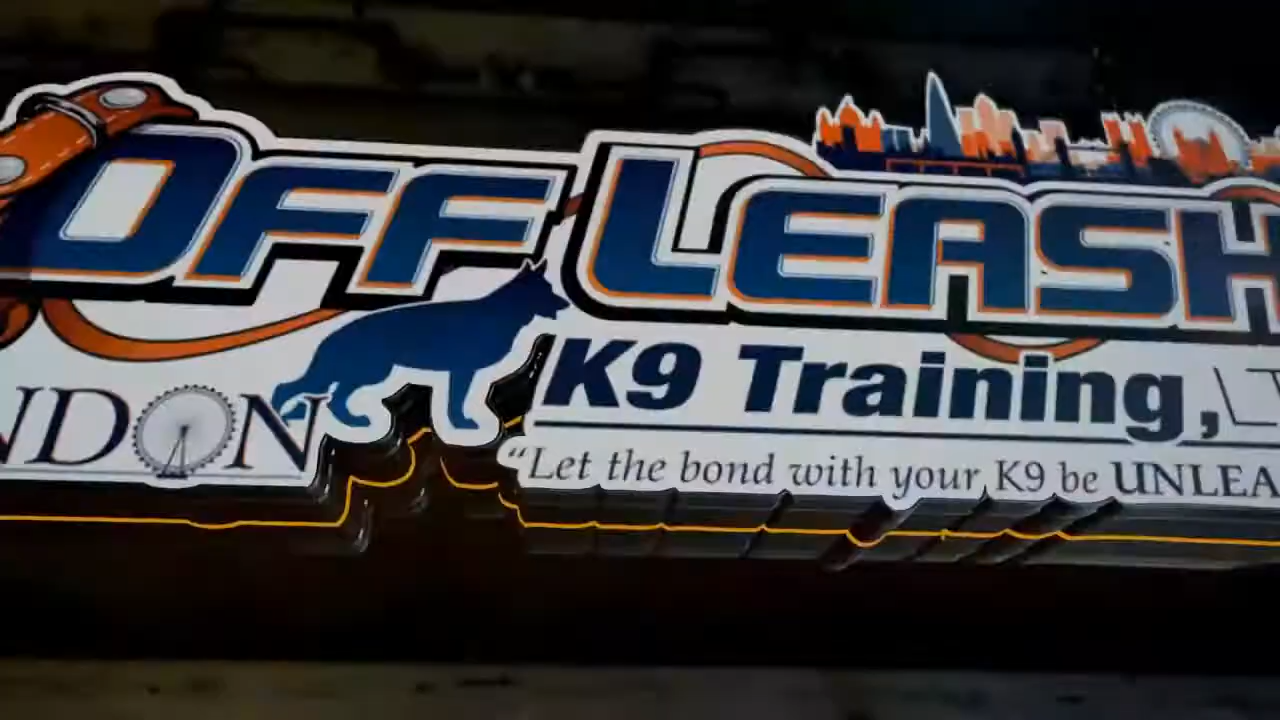 OFF LEASH
K9 Training,
NDON
“Let the bond with your K9 be UNLEA